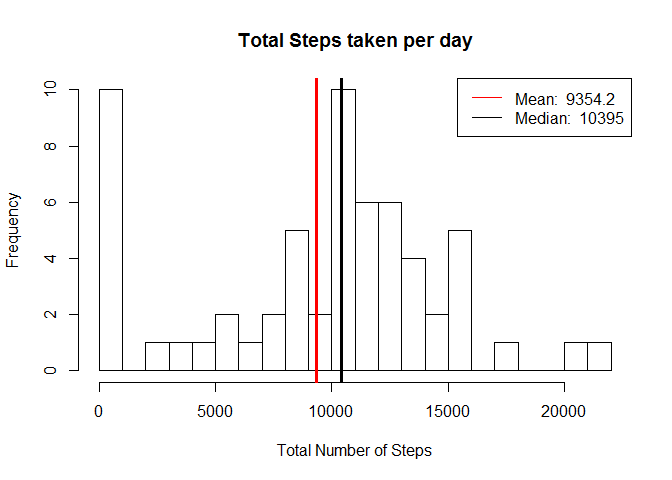 Total Steps taken per day
Mean:  9354.2
Median:  10395
Frequency
10
8
6
4
2
0
0
5000
10000
15000
20000
Total Number of Steps